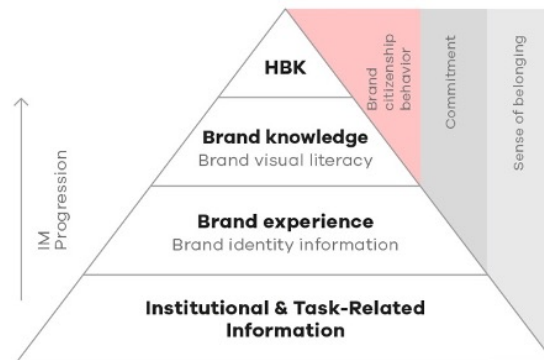 HBK
Brand knowledge
Brand visual literacy
Brand experience
Brand identity information
Institutional & Task-Related
Information
IM
Progression
Brand
citizenship
behavior
Commitment
Sense of belonging